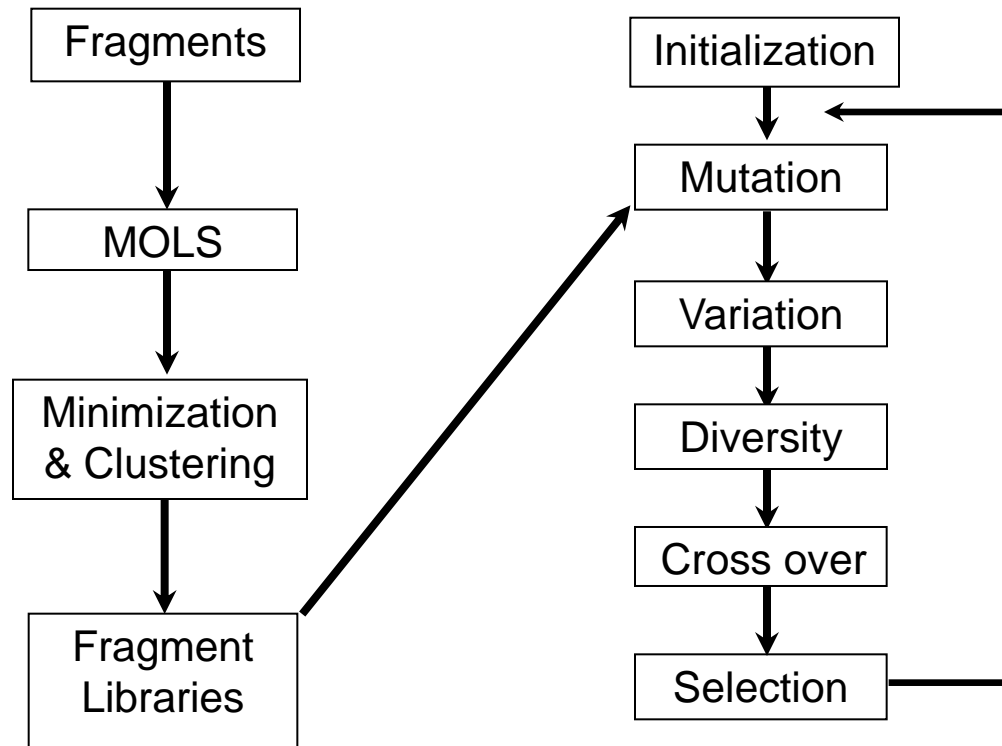 Fragments
MOLS
Minimization
& Clustering
Fragment
Libraries
Initialization
Mutation
Variation
Diversity
Cross over
Selection